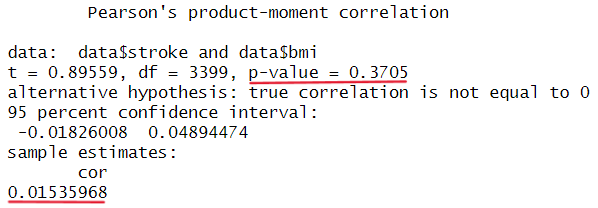 Pearson's product-moment correlation
data:  data$stroke and data$bmi
t = 0.89559, df = 3399, p-value = 0.3705
alternative hypothesis: true correlation is not equal to 0
95 percent confidence interval:
 -0.01826008  0.04894474
sample estimates:
       cor
0.01535968